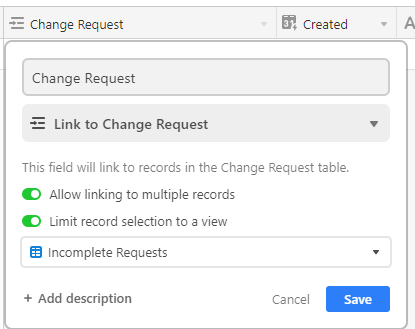 Change Request
Created
A
Change Request
Link to Change Request
This field will link to records in the Change Request table.
Allow linking to multiple records
Limit record selection to a view
Incomplete Requests
+ Add description
Cancel
Save